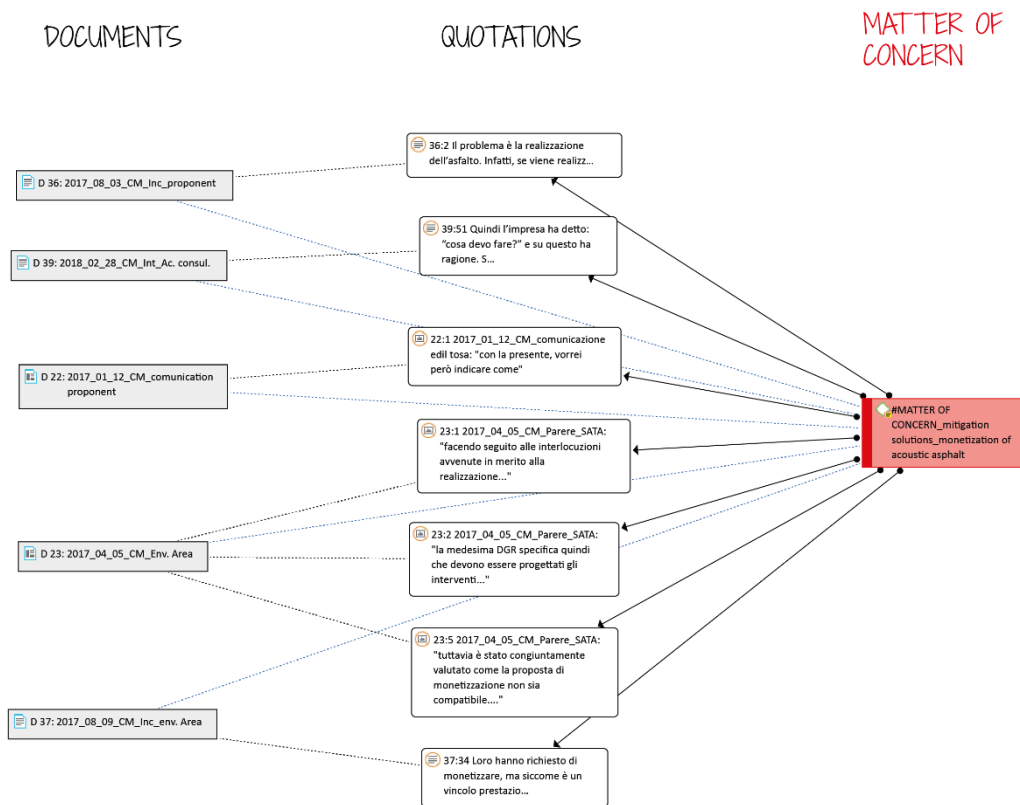 DOCUMENTS
QUOTATIONS
MATTER OF
CONCERN
36:2 Il problema è la realizzazione
dell'asfalto. Infatti, se viene realizz...
D 36: 2017_08_03_CM_Inc_proponent
39:51 Quindi l'impresa ha detto:
"cosa devo fare?" e su questo ha
ragione. S...
D 39: 2018_02_28_CM_Int_Ac. consul.
22:1 2017_01_12_CM_comunicazione
edil tosa: "con la presente, vorrei
però indicare come"
D 22: 2017_01_12_CM_comunication
proponent
#MATTER OF
CONCERN_mitigation
solutions_monetization of
acoustic asphalt
23:1 2017_04_05_CM_Parere_SATA:
"facendo seguito alle interlocuzioni
avvenute in merito alla
realizzazione..."
D 23: 2017_04_05_CM_Env. Area
23:2 2017_04_05_CM_Parere_SATA:
"la medesima DGR specifica quindi
che devono essere progettati gli
interventi..."
23:5 2017_04_05_CM_Parere_SATA:
"tuttavia è stato congiuntamente
valutato come la proposta di
monetizzazione non sia
compatibile...."
D 37: 2017_08_09_CM_Inc_env. Area
37:34 Loro hanno richiesto di
monetizzare, ma siccome è un
vincolo prestazio...